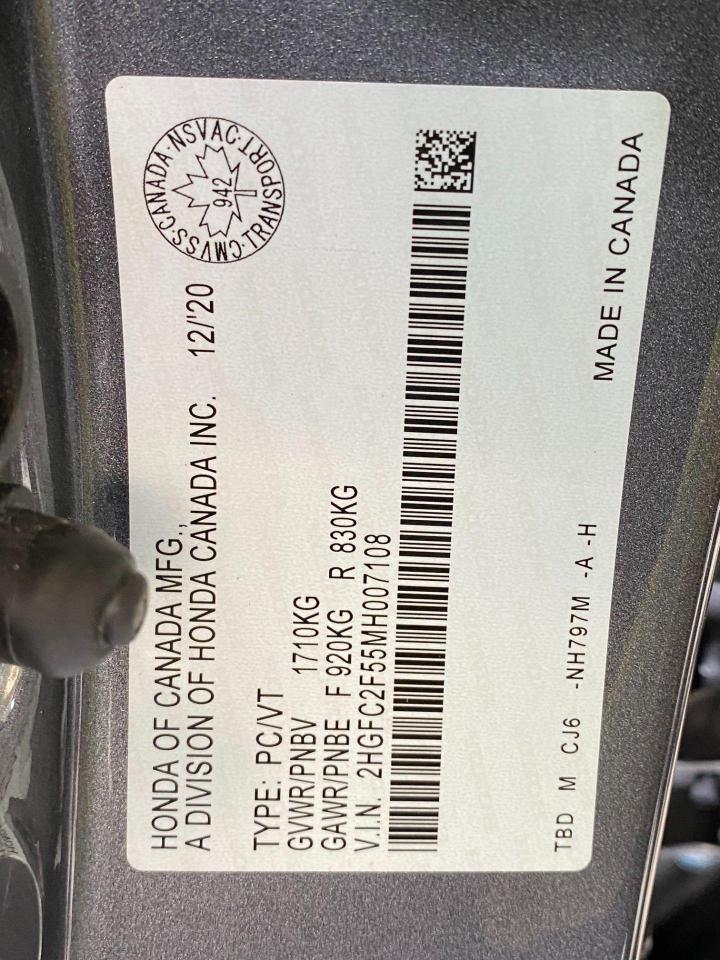 HONDA OF CANADA MFG.,
A DIVISION OF HONDA CANADA INC. 12/'20
CANADA·NSVAC·TRANSPORT·CMVSS·
942
TYPE: PC/VT
GVWR/PNBV 1710KG
GAWR/PNBE F 920KG R 830KG
V.I.N. 2HGFC2F55MH007108
TBD M CJ6 -NH797M -A -H
MADE IN CANADA